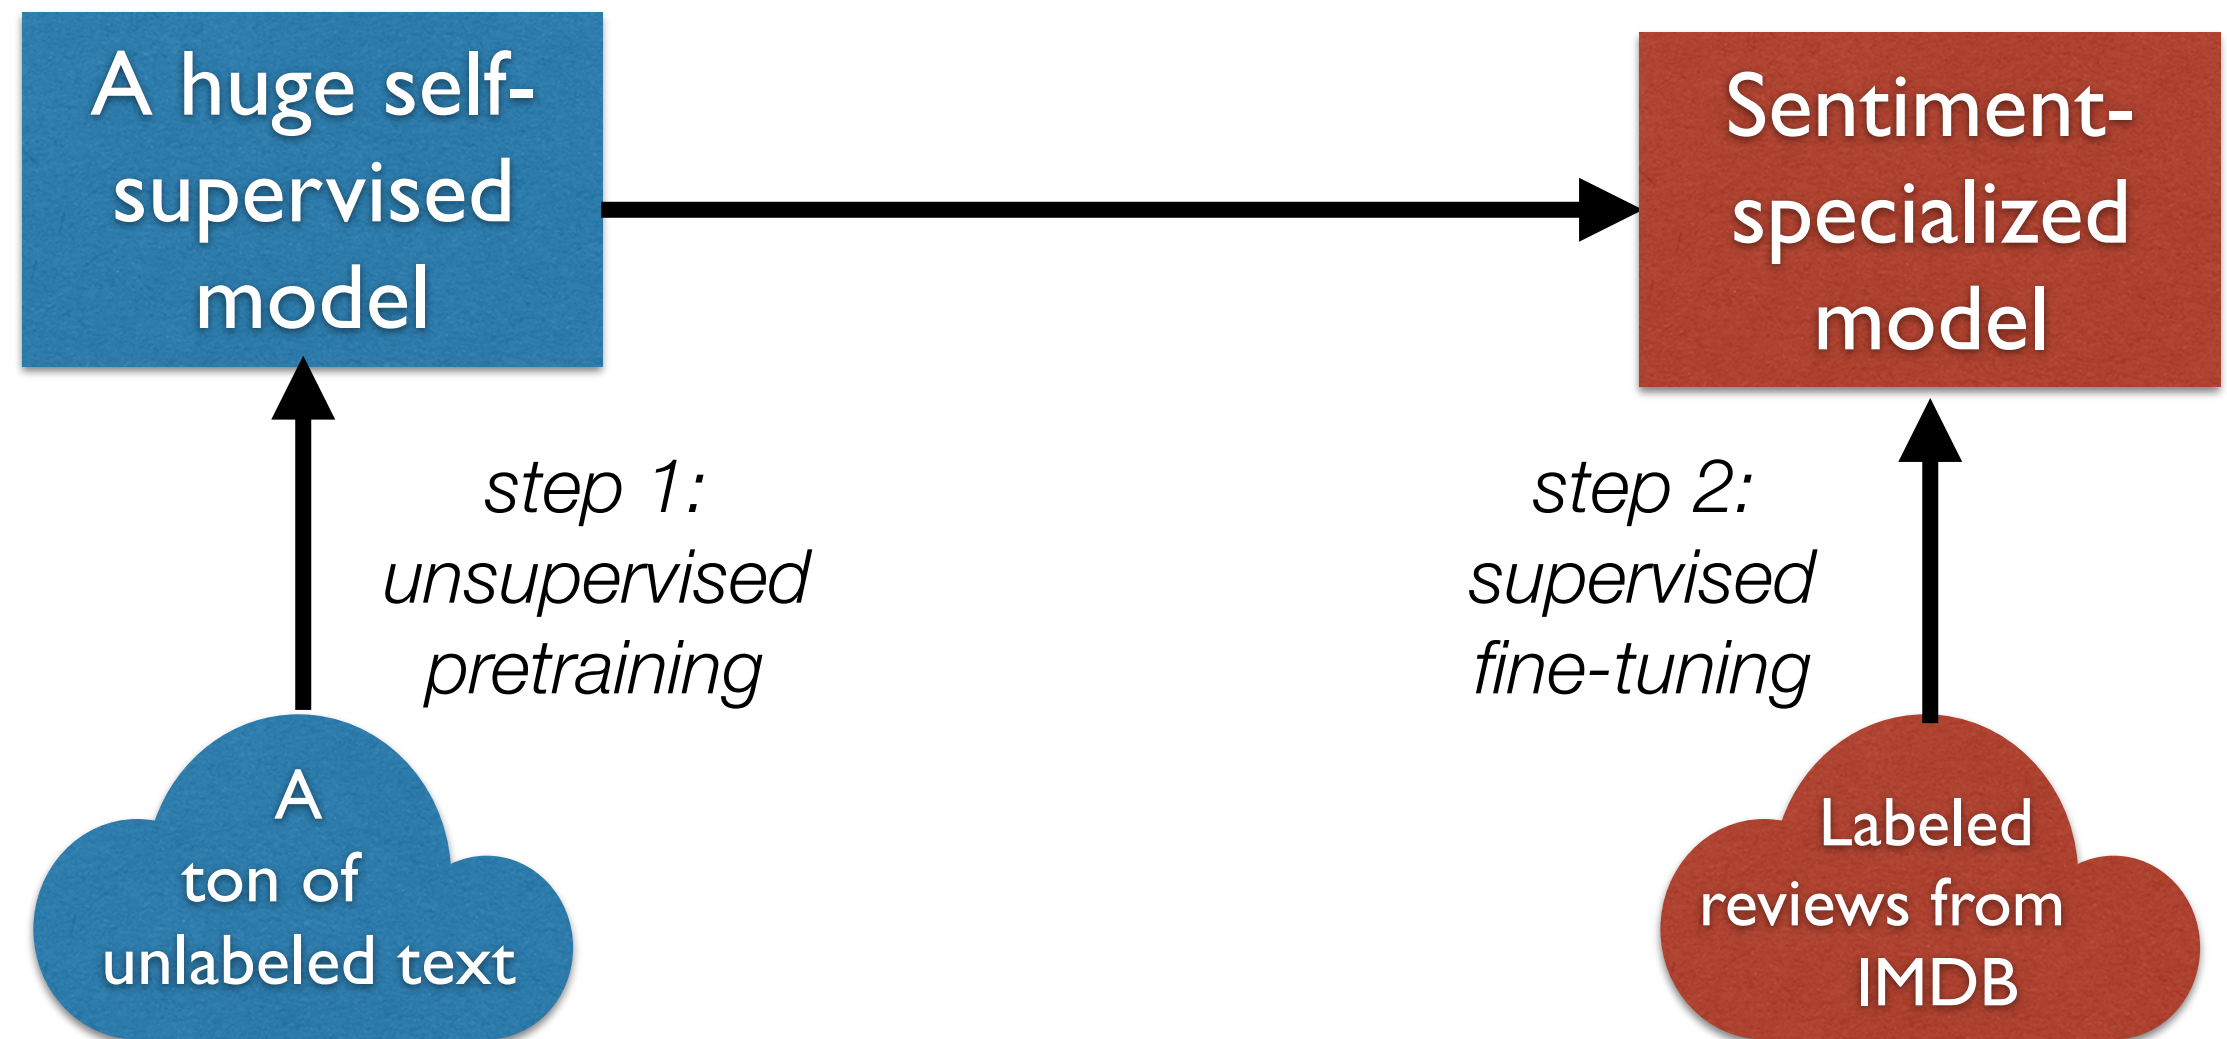 A huge self-
supervised
model
Sentiment-
specialized
model
step 1:
unsupervised
pretraining
step 2:
supervised
fine-tuning
A
ton of
unlabeled text
Labeled
reviews from
IMDB